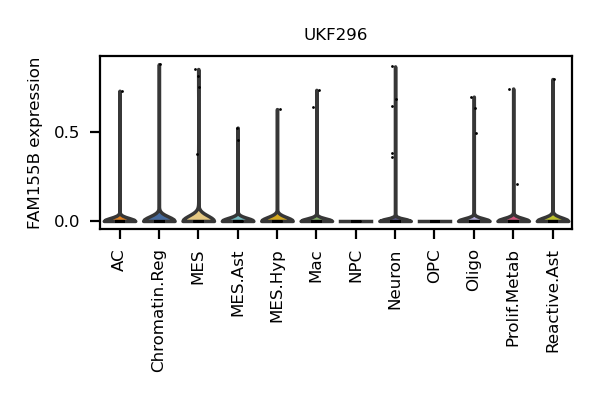 UKF296
FAM155B expression
0.5
0.0
AC
Chromatin.Reg
MES
MES.Ast
MES.Hyp
Mac
NPC
Neuron
OPC
Oligo
Prolif.Metab
Reactive.Ast